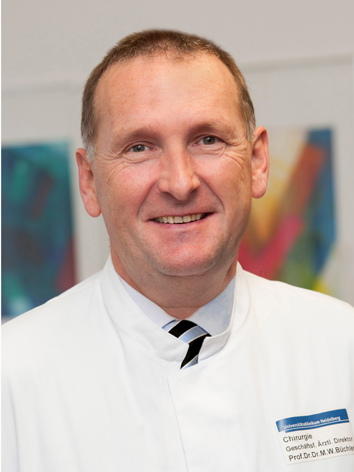 Universitätsklinikum Heidelberg
Chirurgie
Geschäftsf. Ärztl. Direktor
Prof.Dr.Dr.M.W.Büchler